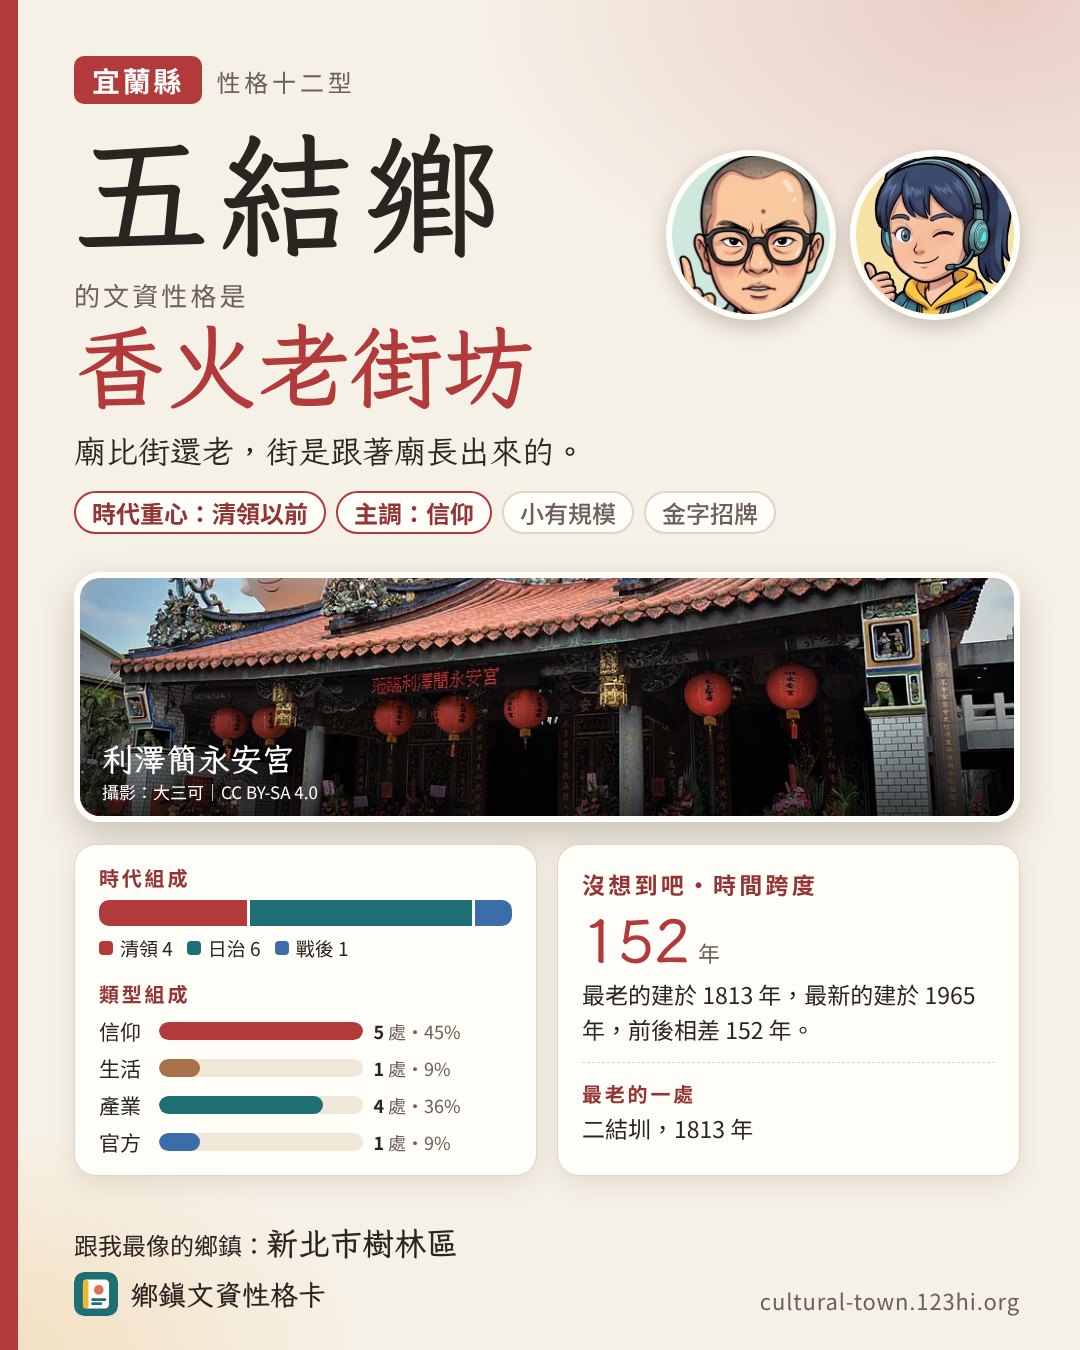 宜蘭縣 性格十二型
五結鄉
的文資性格是
香火老街坊
廟比街還老，街是跟著廟長出來的。
時代重心：清領以前 主調：信仰 小有規模 金字招牌
蒞臨利澤簡永安宮
利澤簡永安宮
攝影：大三可｜CC BY-SA 4.0
時代組成
清領 4 日治 6 戰後 1
類型組成
信仰 5 處・45%
生活 1 處・9%
產業 4 處・36%
官方 1 處・9%
沒想到吧・時間跨度
152 年
最老的建於 1813 年，最新的建於 1965
年，前後相差 152 年。
最老的一處
二結圳，1813 年
跟我最像的鄉鎮：新北市樹林區
鄉鎮文資性格卡
cultural-town.123hi.org